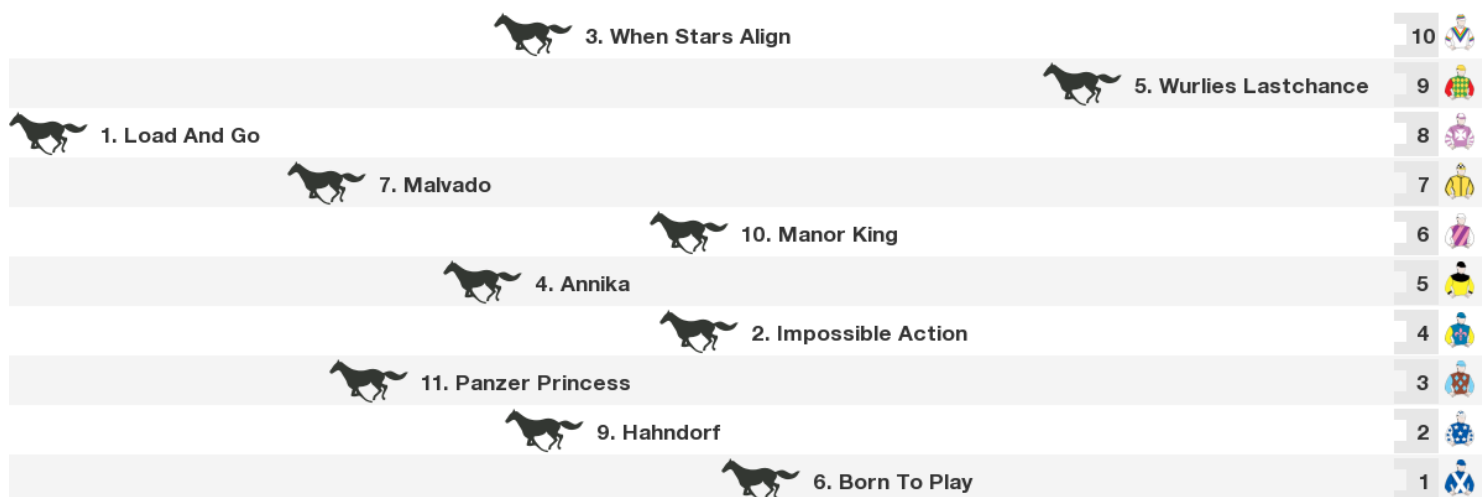 3. When Stars Align 10
5. Wurlies Lastchance 9
1. Load And Go 8
7. Malvado 7
10. Manor King 6
4. Annika 5
2. Impossible Action 4
11. Panzer Princess 3
9. Hahndorf 2
6. Born To Play 1